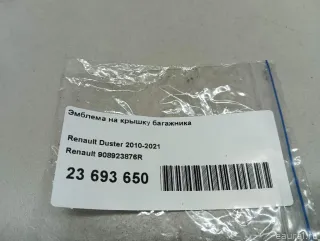 Эмблема на крышку багажника
Renault Duster 2010-2021
Renault 908923876R
23 693 650